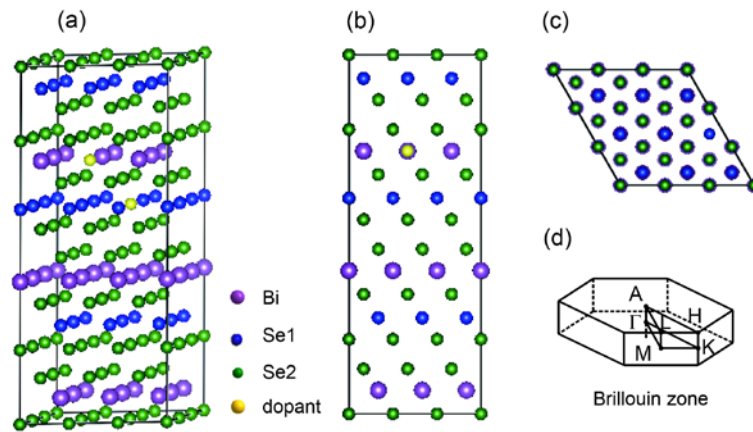 (a)
(b)
(c)
Bi
Se1
Se2
dopant
(d)
A
Γ
H
L
M
K
Brillouin zone